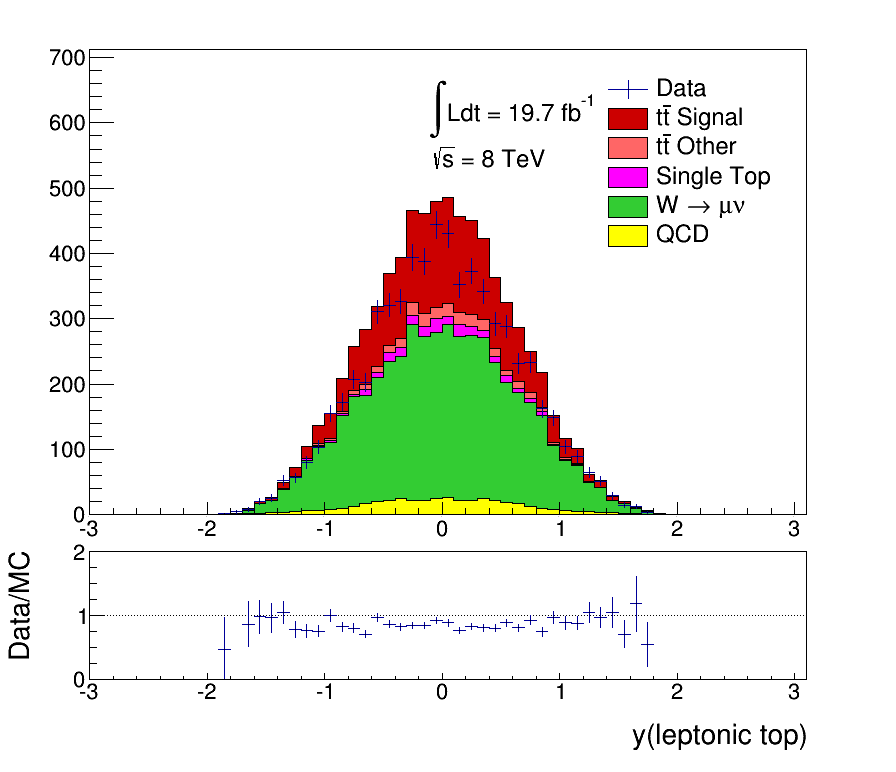 700
600
500
400
300
200
100
0
∫Ldt = 19.7 fb⁻¹
√s = 8 TeV
Data
tt̄ Signal
tt̄ Other
Single Top
W → μν
QCD
-3 -2 -1 0 1 2 3
Data/MC
2
1
0
-3 -2 -1 0 1 2 3
y(leptonic top)